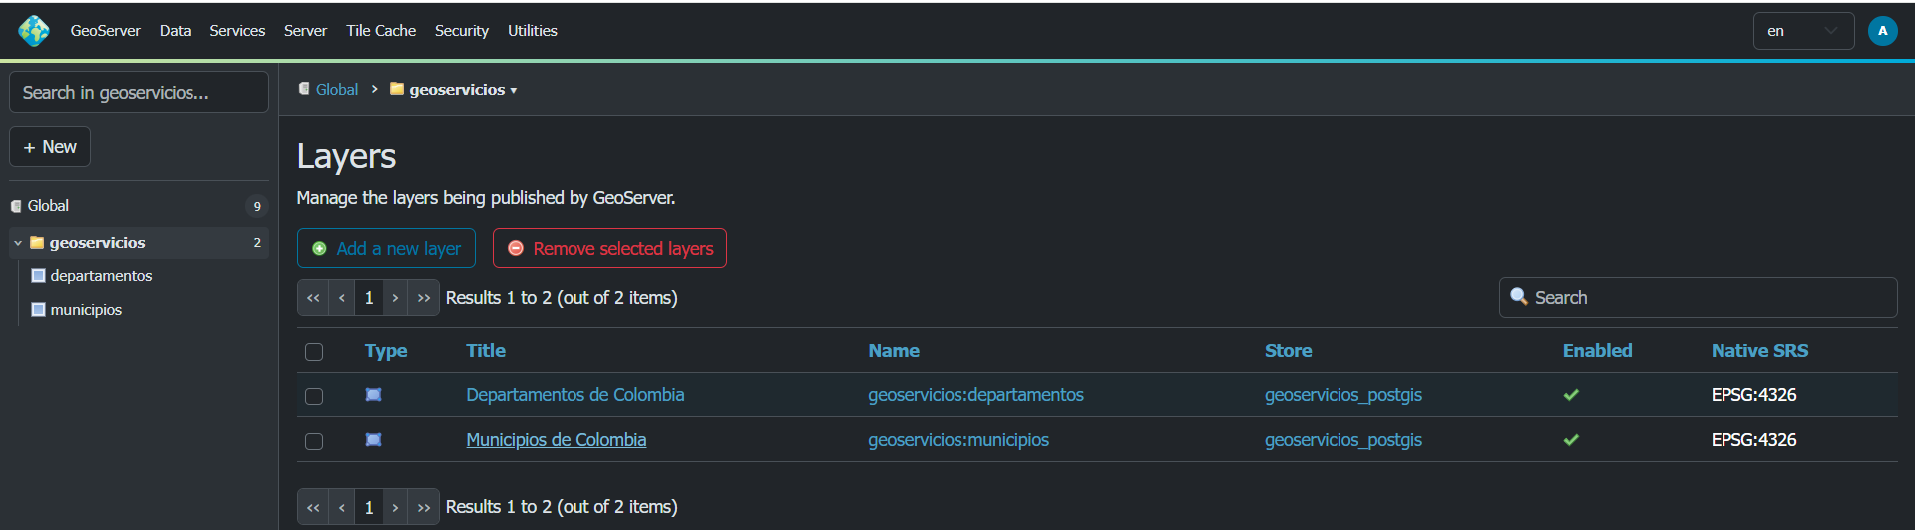 GeoServer Data Services Server Tile Cache Security Utilities en A
Search in geoservicios...
+ New
Global 9
geoservicios 2
departamentos
municipios
Global > geoservicios ▾
Layers
Manage the layers being published by GeoServer.
Add a new layer Remove selected layers
<< < 1 > >> Results 1 to 2 (out of 2 items) Search
Type Title Name Store Enabled Native SRS
Departamentos de Colombia geoservicios:departamentos geoservicios_postgis EPSG:4326
Municipios de Colombia geoservicios:municipios geoservicios_postgis EPSG:4326
<< < 1 > >> Results 1 to 2 (out of 2 items)